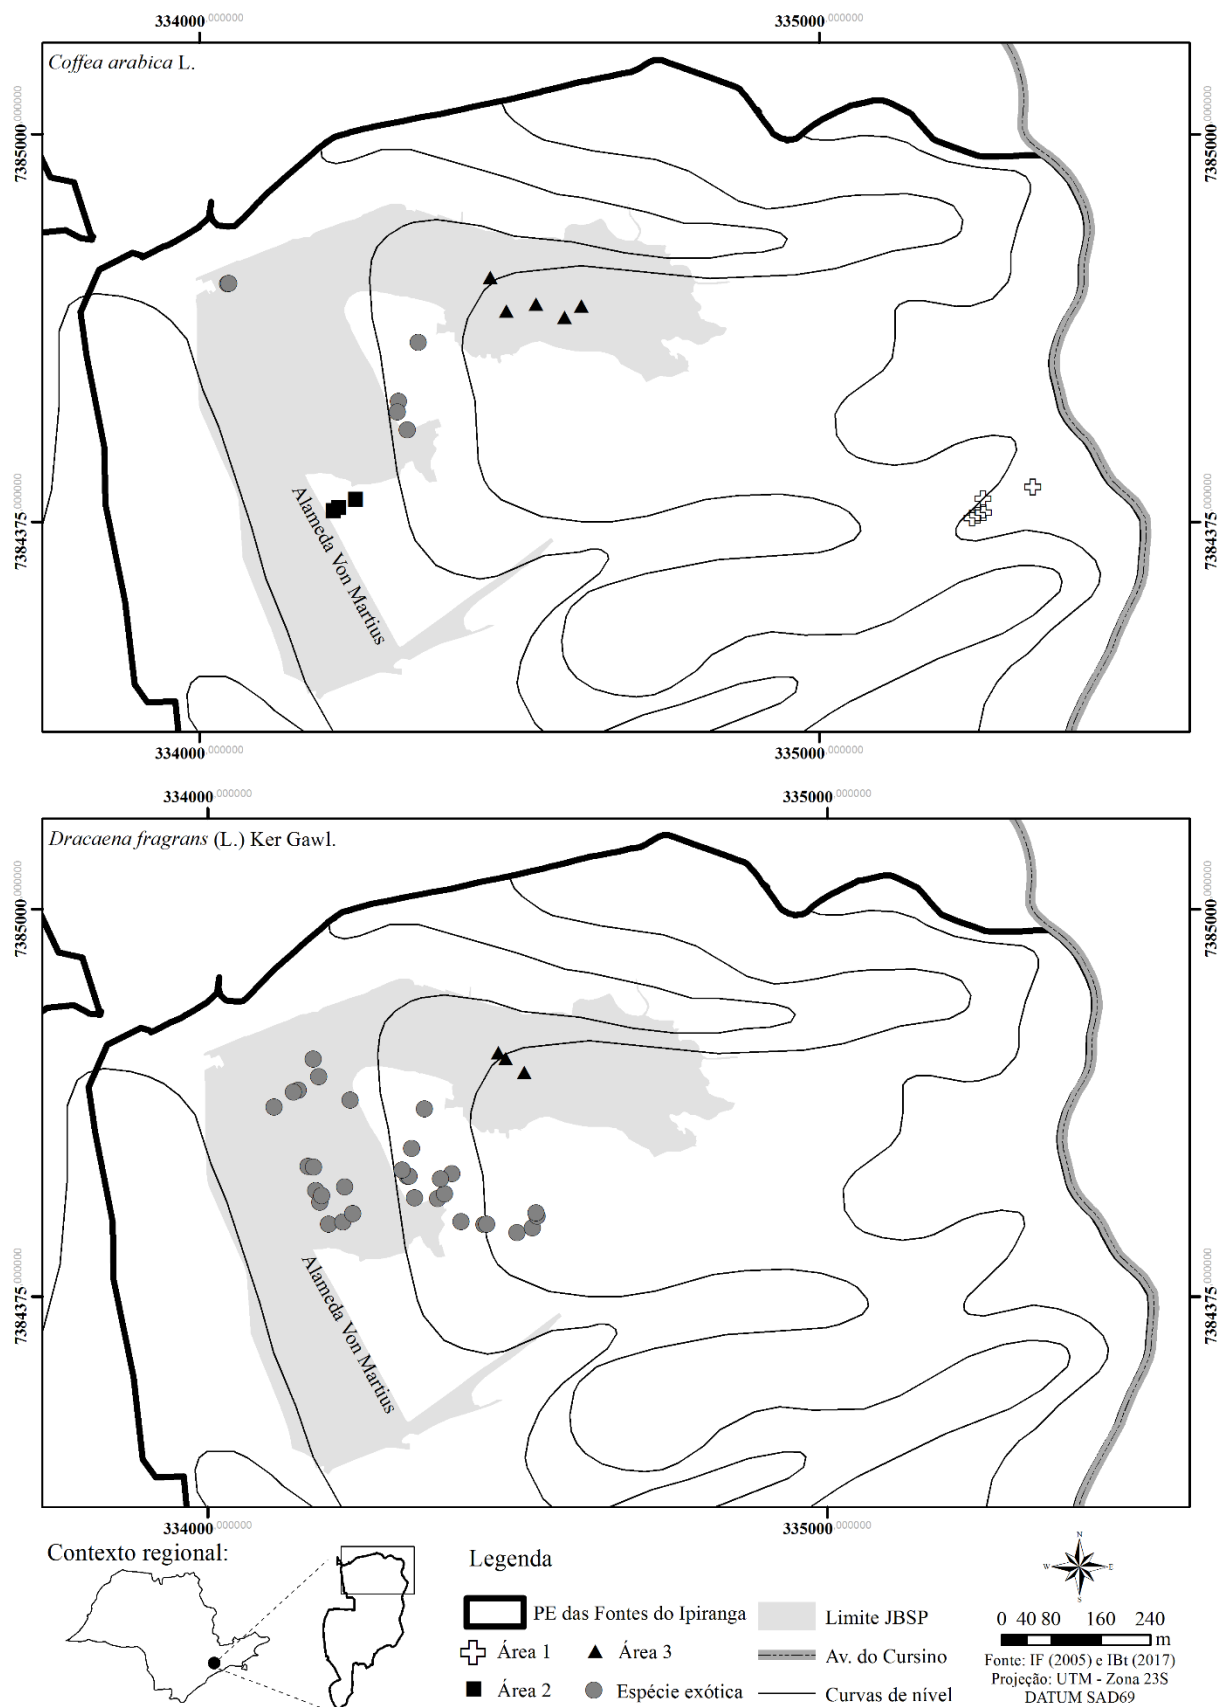 334000,000000 335000,000000
Coffea arabica L.
7385000,000000 7385000,000000
7384375,000000 7384375,000000
Alameda Von Martius
334000,000000 335000,000000
334000,000000 335000,000000
Dracaena fragrans (L.) Ker Gawl.
7385000,000000 7385000,000000
7384375,000000 7384375,000000
Alameda Von Martius
334000,000000 335000,000000
Contexto regional:
Legenda
PE das Fontes do Ipiranga
Área 1
Área 2
Área 3
Espécie exótica
Limite JBSP
Av. do Cursino
Curvas de nível
N
W E
S
0 40 80 160 240
m
Fonte: IF (2005) e IBt (2017)
Projeção: UTM - Zona 23S
DATUM SAD69